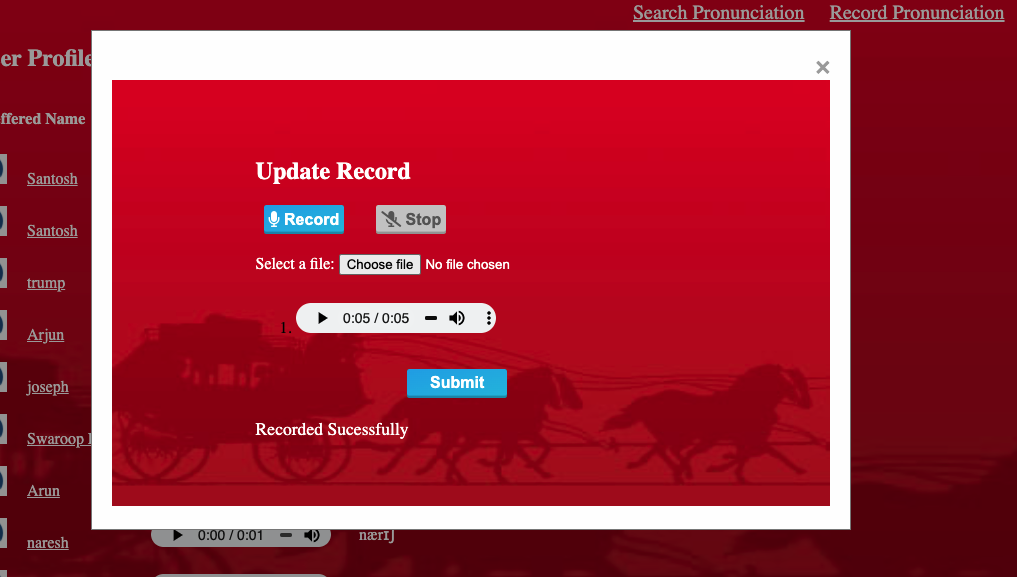 Search Pronunciation Record Pronunciation
er Profile
×
ffered Name
Update Record
Santosh
Record Stop
Santosh
Select a file: Choose file No file chosen
trump
1. 0:05 / 0:05
Arjun
joseph
Submit
Recorded Sucessfully
Swaroop
Arun
0:00 / 0:01 nærɪʃ
naresh